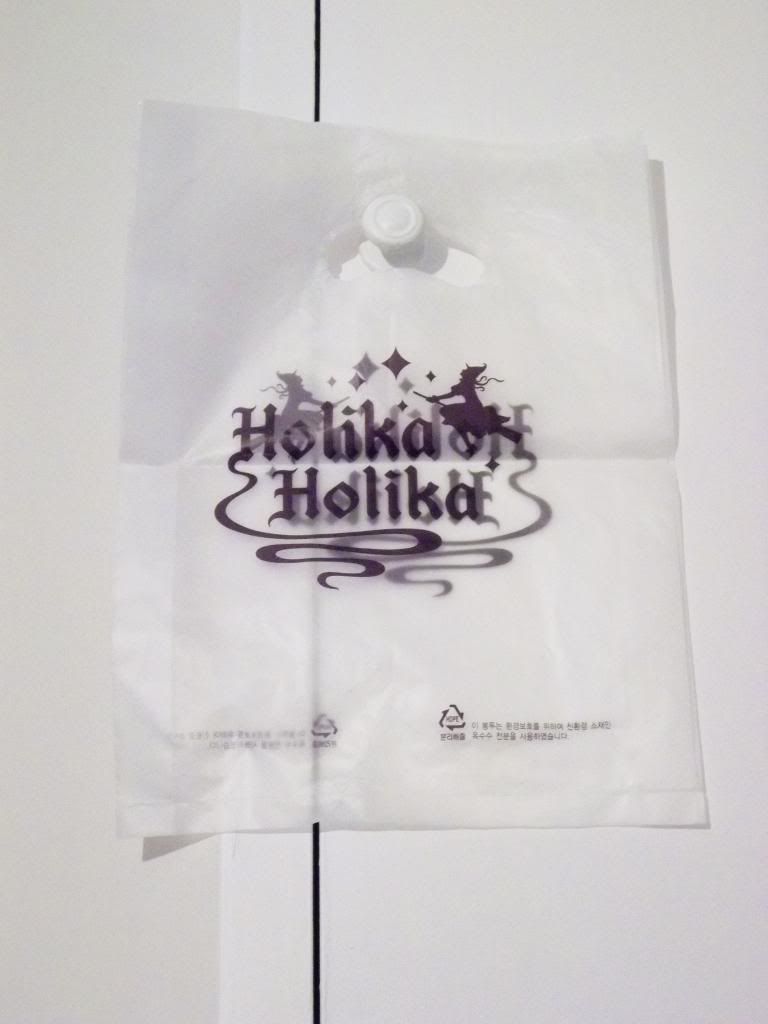 Holika
Holika
HDPE
분리배출
이 봉투는 환경보호를 위하여 친환경 소재인
옥수수 전분을 사용하였습니다.